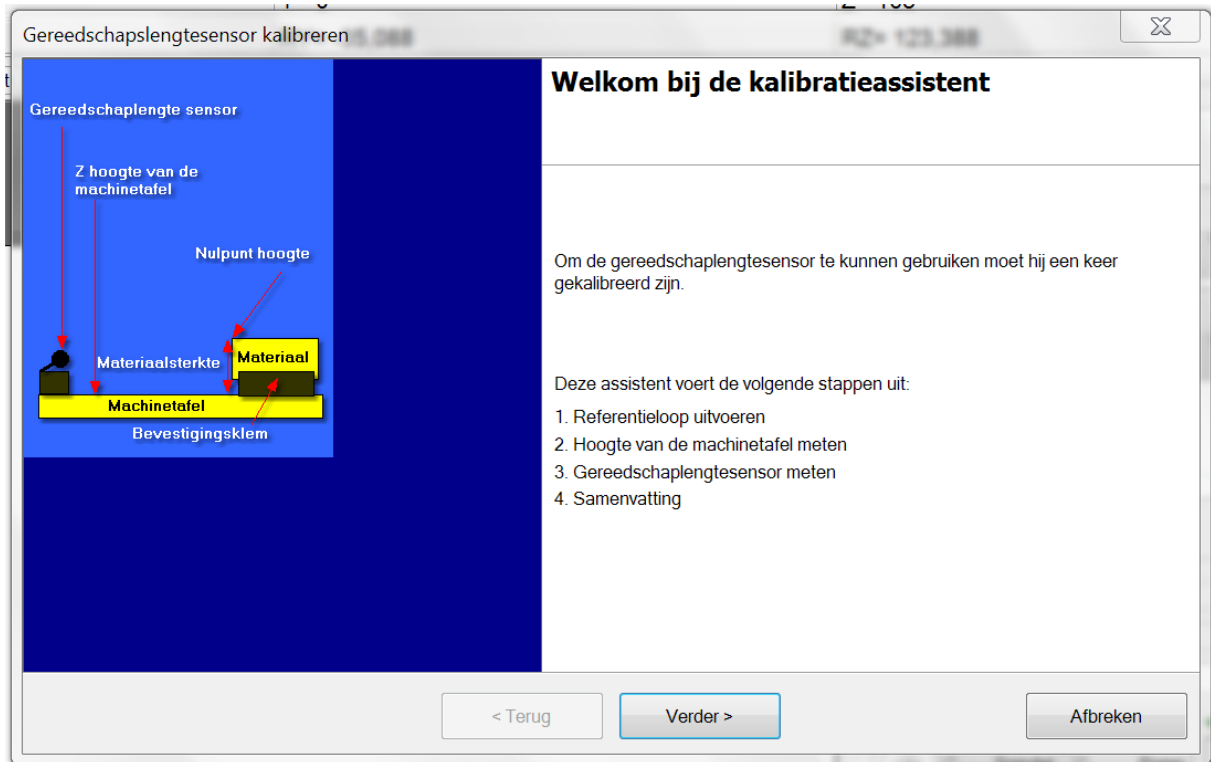 Gereedschapslengtesensor kalibreren
Gereedschaplengte sensor
Z hoogte van de
machinetafel
Nulpunt hoogte
Materiaalsterkte
Materiaal
Machinetafel
Bevestigingsklem
Welkom bij de kalibratieassistent
Om de gereedschaplengtesensor te kunnen gebruiken moet hij een keer
gekalibreerd zijn.
Deze assistent voert de volgende stappen uit:
1. Referentieloop uitvoeren
2. Hoogte van de machinetafel meten
3. Gereedschaplengtesensor meten
4. Samenvatting
< Terug
Verder >
Afbreken